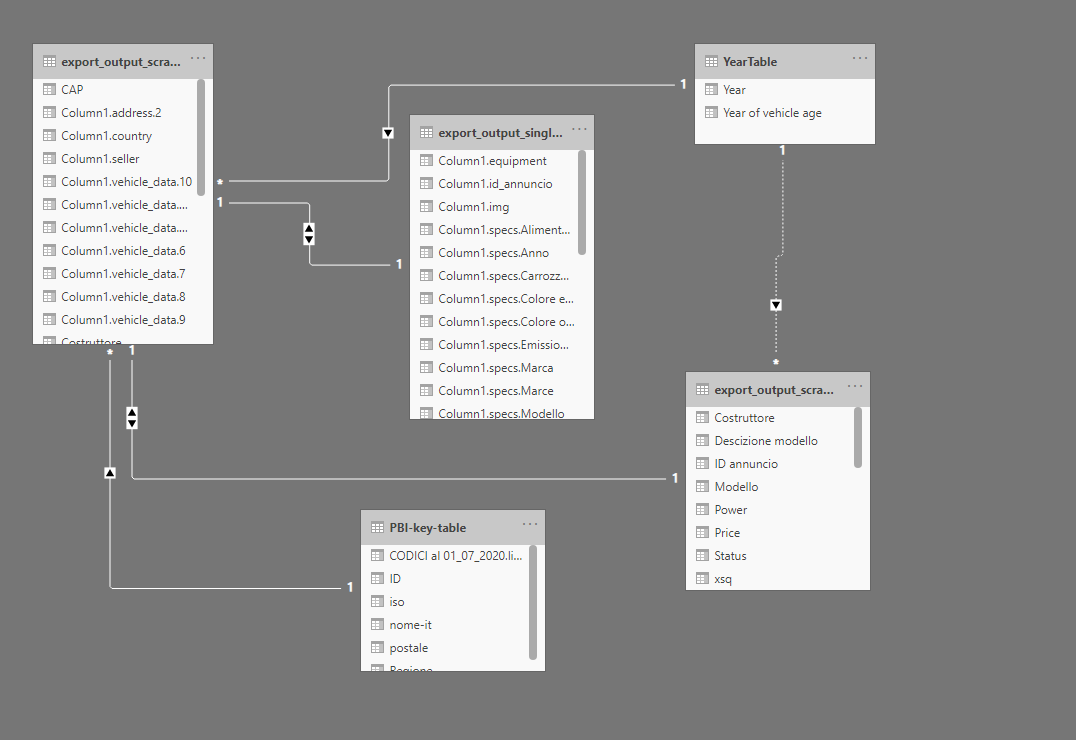 export_output_scra...
CAP
Column1.address.2
Column1.country
Column1.seller
Column1.vehicle_data.10
Column1.vehicle_data....
Column1.vehicle_data....
Column1.vehicle_data.6
Column1.vehicle_data.7
Column1.vehicle_data.8
Column1.vehicle_data.9
Costruttore
*
1
*
1
export_output_singl...
Column1.equipment
Column1.id_annuncio
Column1.img
Column1.specs.Aliment...
Column1.specs.Anno
Column1.specs.Carrozz...
Column1.specs.Colore e...
Column1.specs.Colore o...
Column1.specs.Emissio...
Column1.specs.Marca
Column1.specs.Marce
Column1.specs.Modello
1
YearTable
Year
Year of vehicle age
1
1
*
export_output_scra...
Costruttore
Descizione modello
ID annuncio
Modello
Power
Price
Status
xsq
1
PBI-key-table
CODICI al 01_07_2020.li...
ID
iso
nome-it
postale
Regione
1